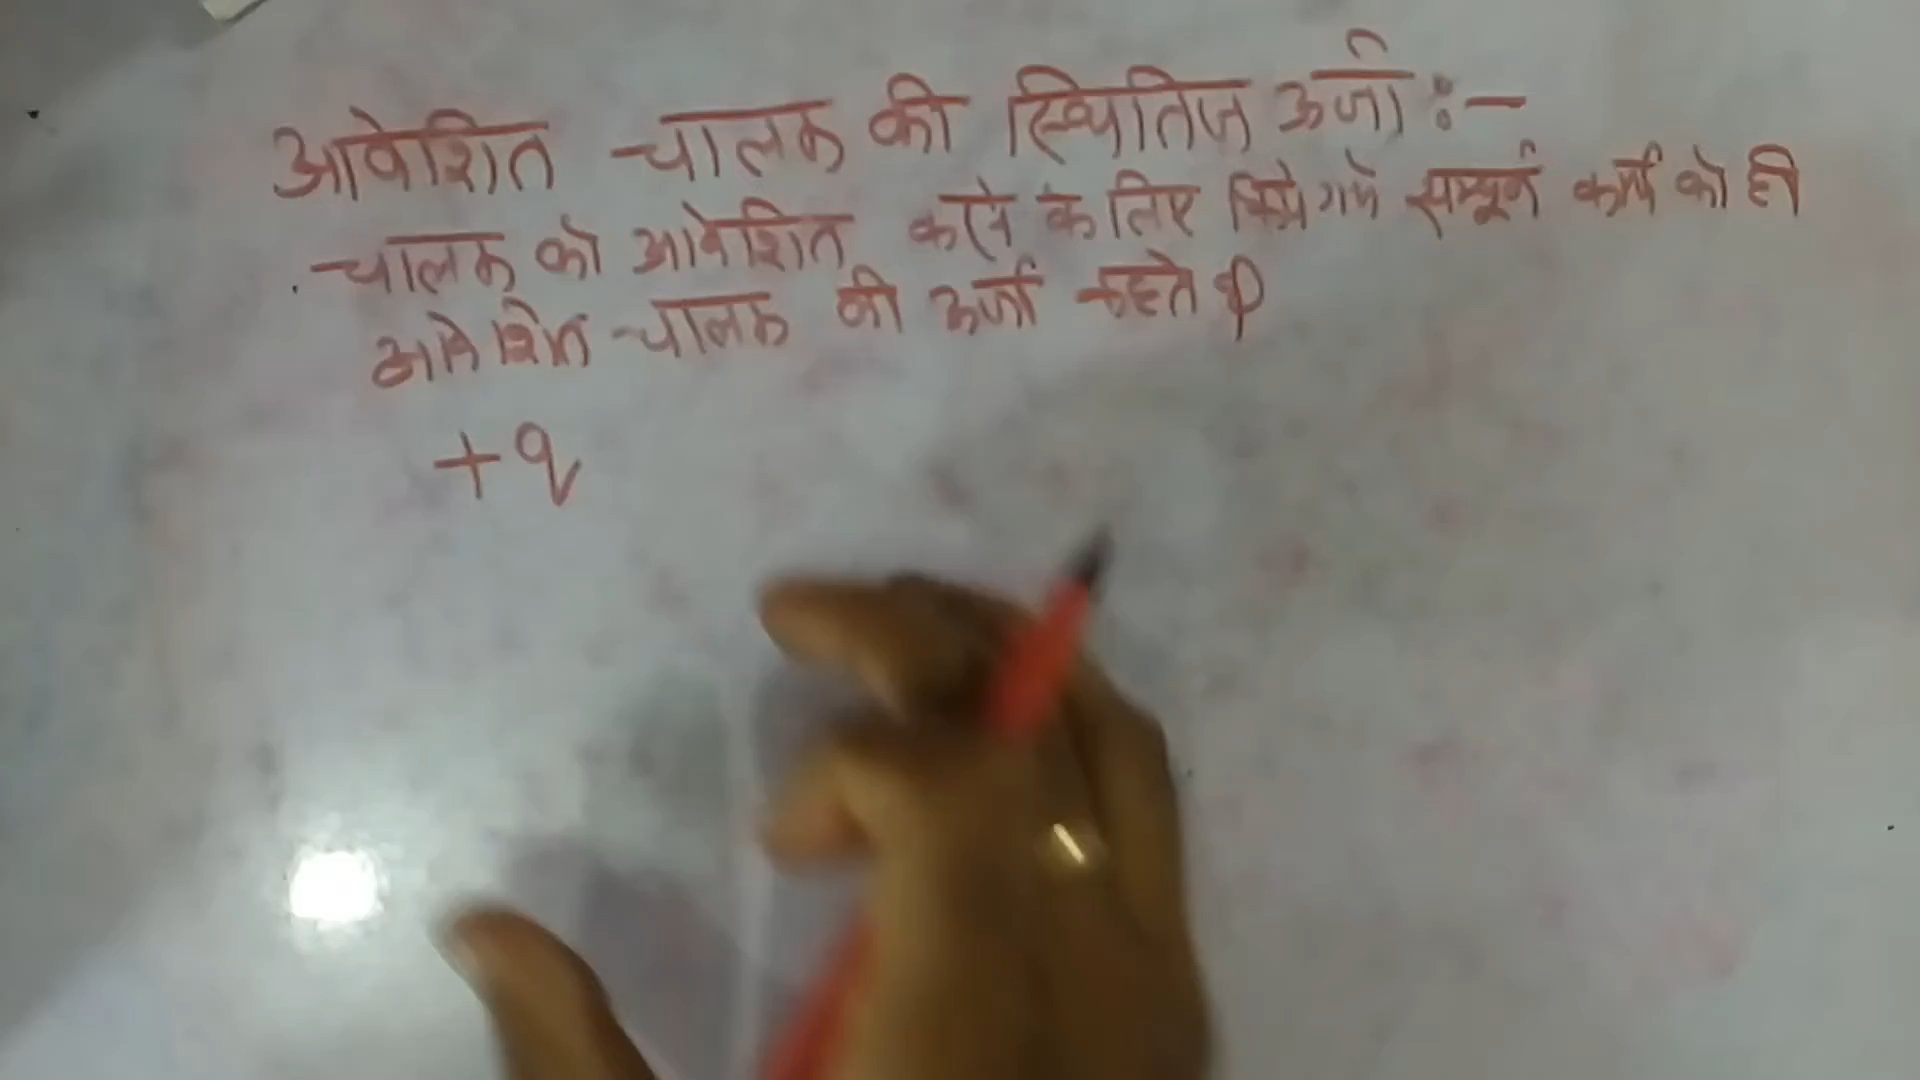 आवेशित चालक की स्थितिज ऊर्जा :-
चालक को आवेशित करने के लिए किये गये सम्पूर्ण कार्य को ही
आवेशित चालक की ऊर्जा कहते है।
+q